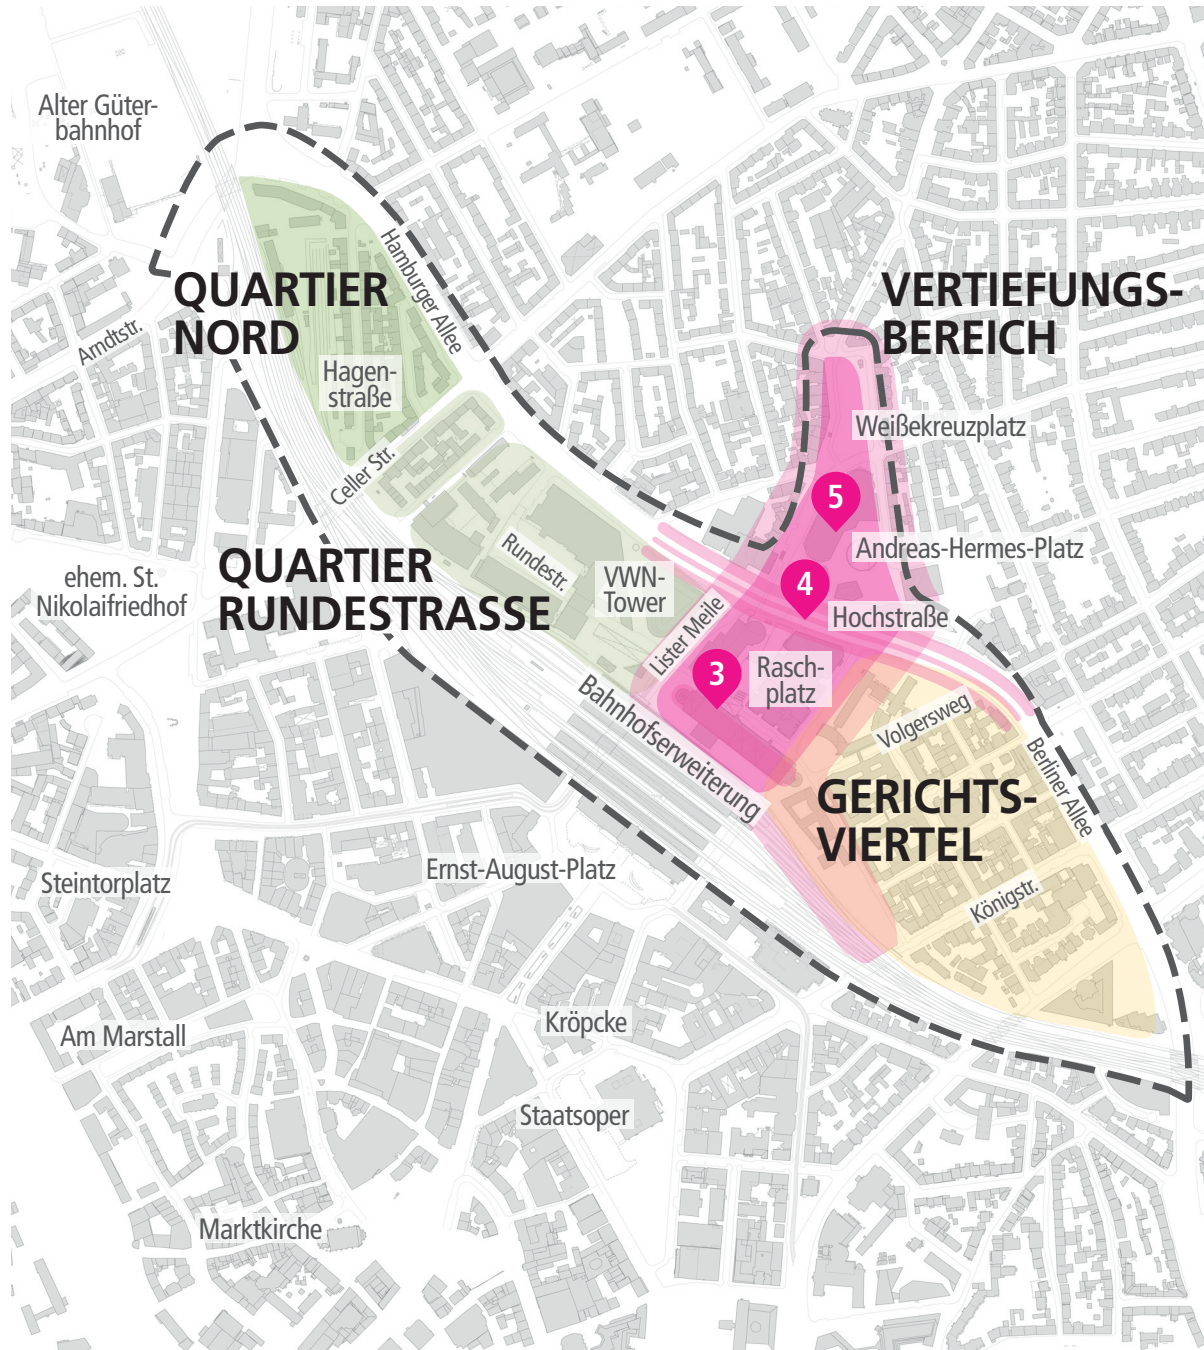 Alter Güter-
bahnhof
QUARTIER
NORD
Hamburger Allee
Arndtstr.
Hagen-
straße
VERTIEFUNGS-
BEREICH
Weißekreuzplatz
Celler Str.
5
Andreas-Hermes-Platz
QUARTIER
RUNDESTRASSE
Rundestr.
VWN-
Tower
4
Hochstraße
ehem. St.
Nikolaifriedhof
Lister Meile
3
Rasch-
platz
Bahnhofserweiterung
Volgersweg
Berliner Allee
GERICHTS-
VIERTEL
Königstr.
Ernst-August-Platz
Steintorplatz
Kröpcke
Am Marstall
Staatsoper
Marktkirche